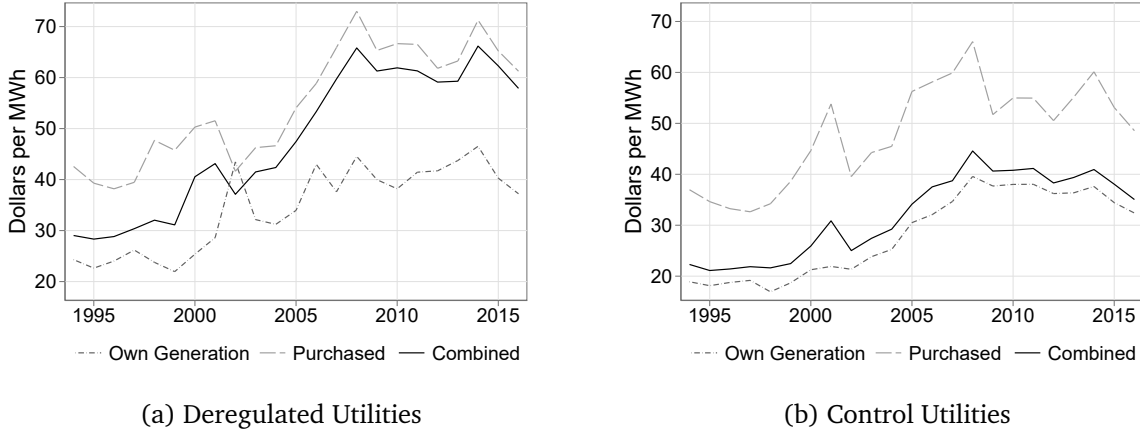 Dollars per MWh
70
60
50
40
30
20
1995 2000 2005 2010 2015
Own Generation Purchased Combined
(a) Deregulated Utilities
Dollars per MWh
70
60
50
40
30
20
1995 2000 2005 2010 2015
Own Generation Purchased Combined
(b) Control Utilities